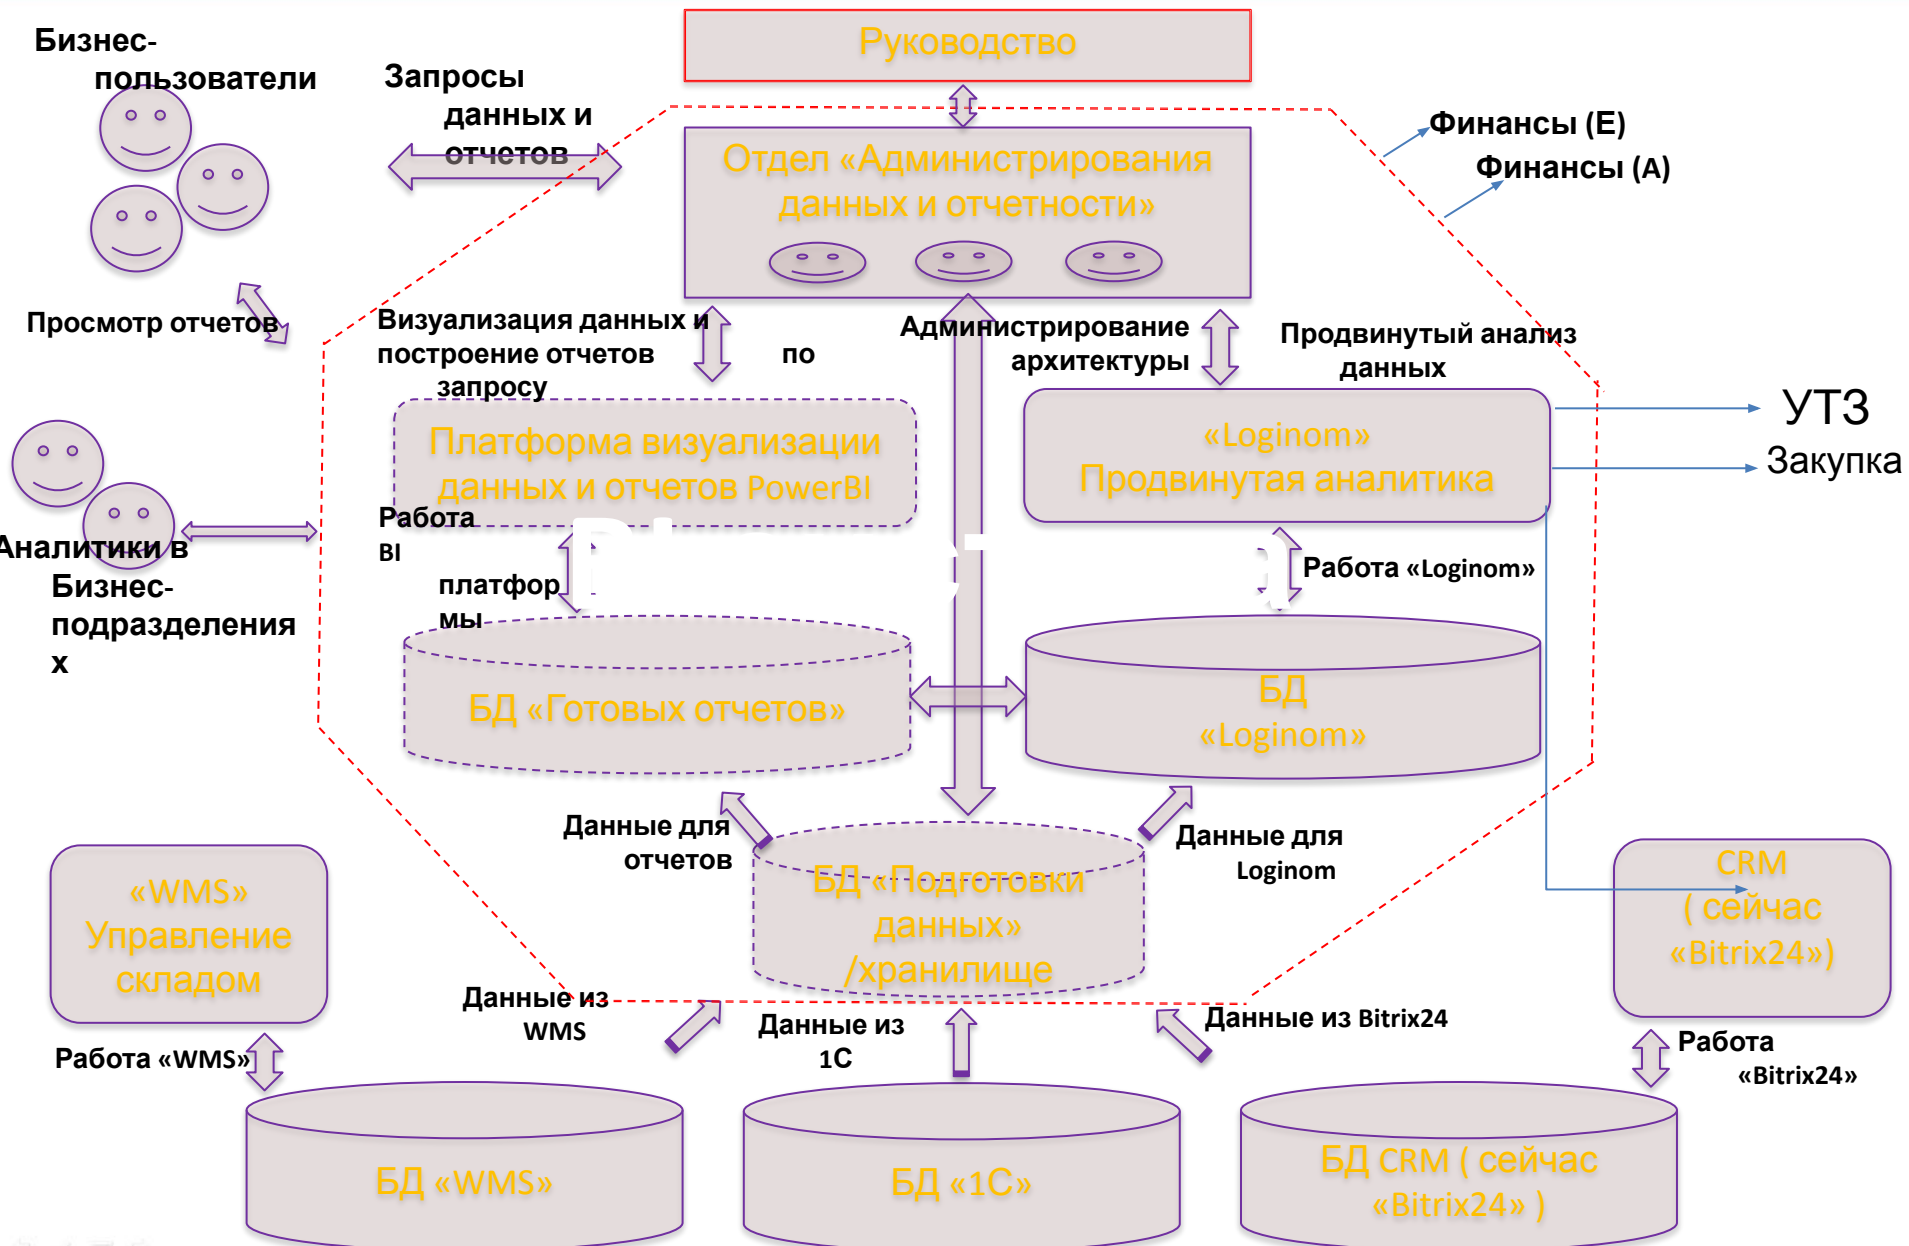 Руководство
Бизнес-
пользователи
Запросы
данных и
отчетов
Финансы (Е)
Финансы (А)
Отдел «Администрирования
данных и отчетности»
Просмотр отчетов
Визуализация данных и
построение отчетов по
запросу
Администрирование
архитектуры
Продвинутый анализ
данных
УТЗ
Закупка
Платформа визуализации
данных и отчетов PowerBI
«Loginom»
Продвинутая аналитика
Аналитики в
Бизнес-
подразделения
х
Работа
BI
платфор
мы
Работа «Loginom»
БД «Готовых отчетов»
БД
«Loginom»
Данные для
отчетов
Данные для
Loginom
«WMS»
Управление
складом
БД «Подготовки
данных»
/хранилище
CRM
( сейчас
«Bitrix24»)
Данные из
WMS
Данные из
1С
Данные из Bitrix24
Работа «WMS»
Работа
«Bitrix24»
БД «WMS»
БД «1С»
БД CRM ( сейчас
«Bitrix24» )